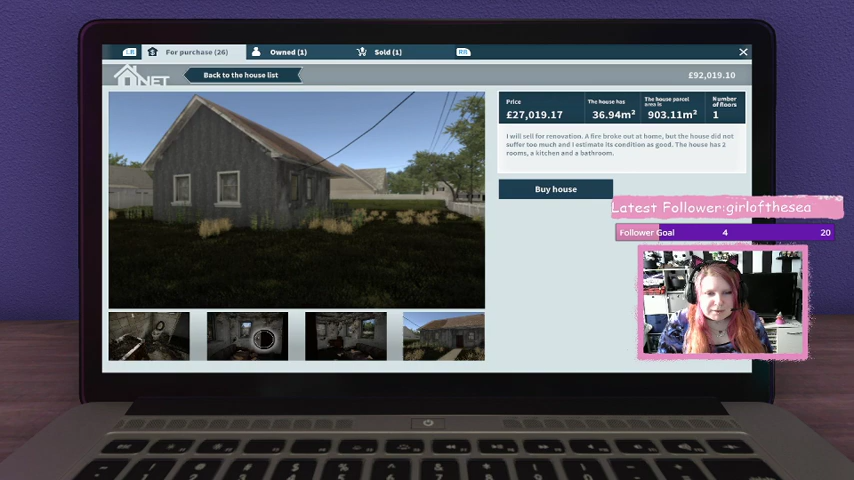 LB
For purchase (26)
Owned (1)
Sold (1)
RB
NET
Back to the house list
£92,019.10
Price
£27,019.17
The house has
36.94m²
The house parcel area is
903.11m²
Number of floors
1
I will sell for renovation. A fire broke out at home, but the house did not
suffer too much and I estimate its condition as good. The house has 2
rooms, a kitchen and a bathroom.
Buy house
Latest Follower:girlofthesea
Follower Goal 4 20